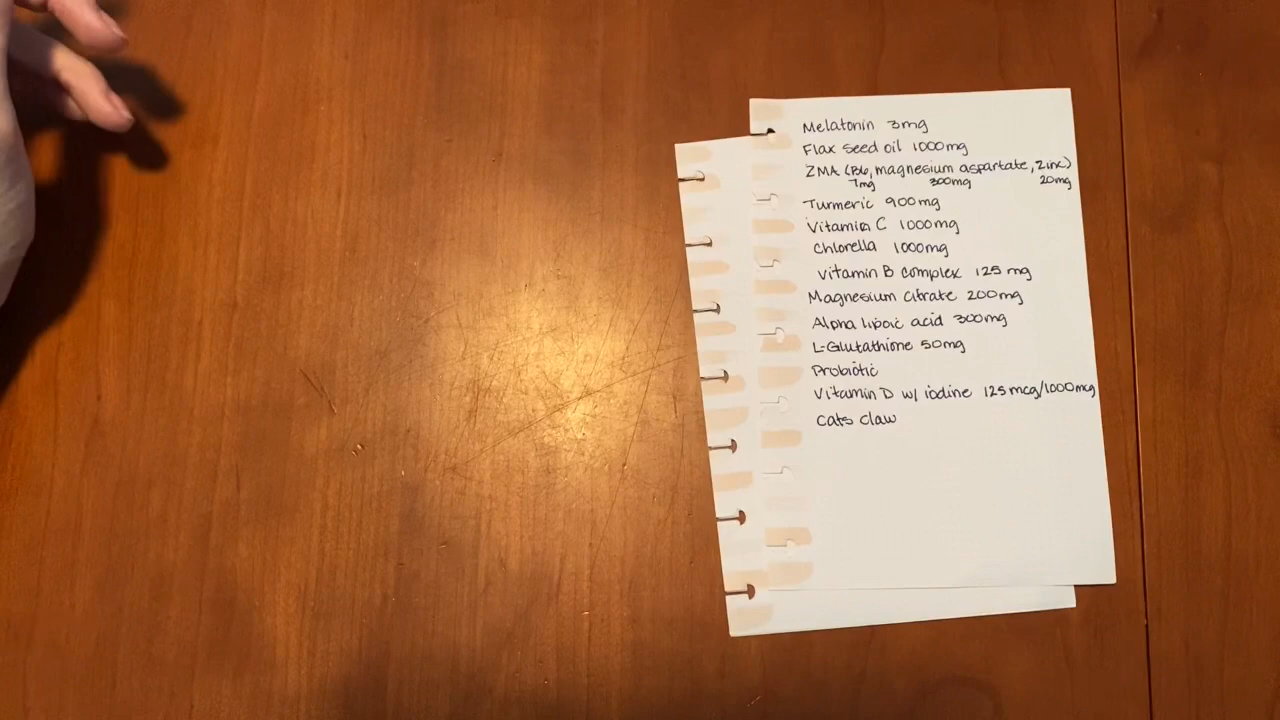 Melatonin 3mg
Flax seed oil 1000mg
ZMA (B6, magnesium aspartate, Zinc)
7mg 300mg 20mg
Turmeric 900mg
Vitamin C 1000mg
Chlorella 1000mg
Vitamin B complex 125 mg
Magnesium citrate 200mg
Alpha lipoic acid 300mg
L-Glutathione 50mg
Probiotic
Vitamin D w/ iodine 125mcg/1000mcg
cats claw